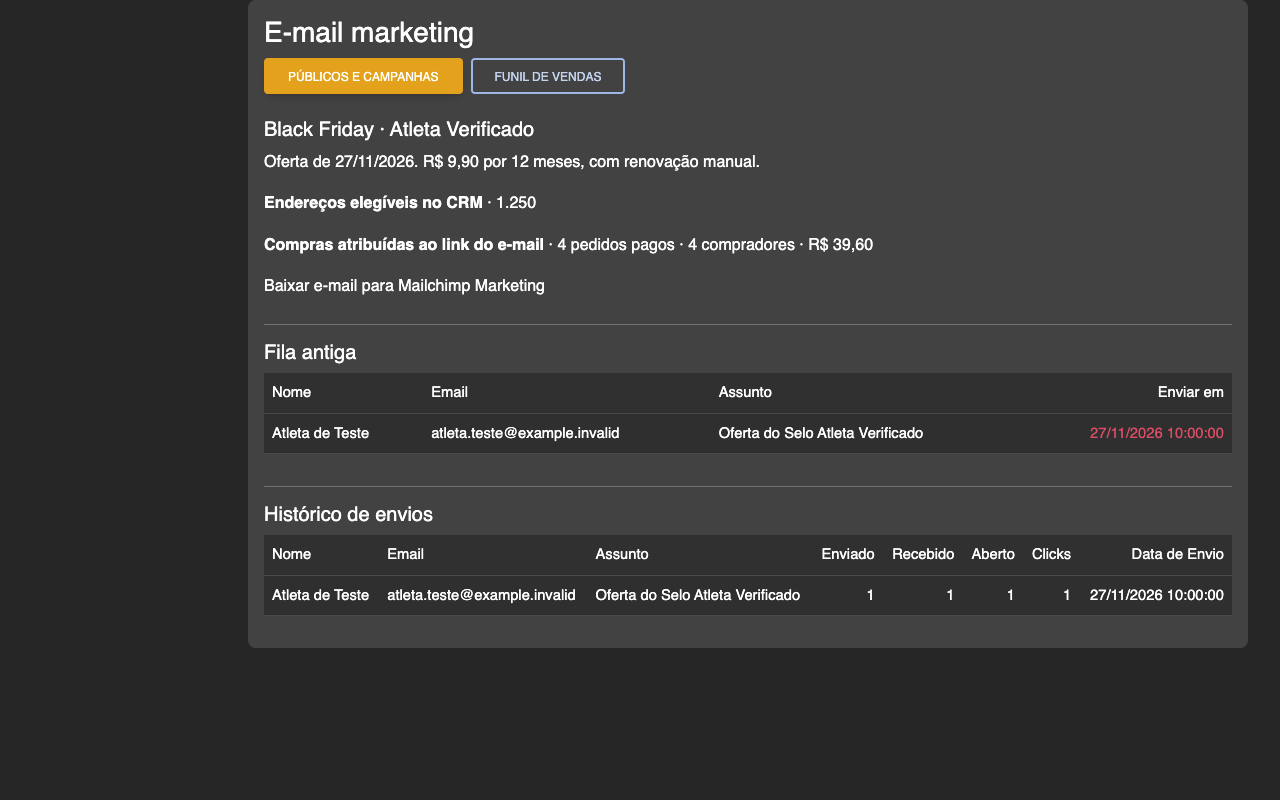 E-mail marketing
PÚBLICOS E CAMPANHAS FUNIL DE VENDAS
Black Friday · Atleta Verificado
Oferta de 27/11/2026. R$ 9,90 por 12 meses, com renovação manual.
Endereços elegíveis no CRM · 1.250
Compras atribuídas ao link do e-mail · 4 pedidos pagos · 4 compradores · R$ 39,60
Baixar e-mail para Mailchimp Marketing
Fila antiga
Nome Email Assunto Enviar em
Atleta de Teste atleta.teste@example.invalid Oferta do Selo Atleta Verificado 27/11/2026 10:00:00
Histórico de envios
Nome Email Assunto Enviado Recebido Aberto Clicks Data de Envio
Atleta de Teste atleta.teste@example.invalid Oferta do Selo Atleta Verificado 1 1 1 1 27/11/2026 10:00:00